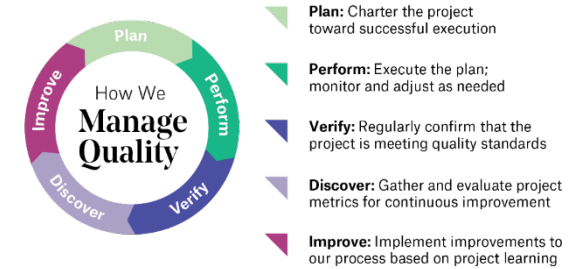 Plan
Perform
Verify
Discover
Improve
How We
Manage
Quality
Plan: Charter the project
toward successful execution
Perform: Execute the plan;
monitor and adjust as needed
Verify: Regularly confirm that the
project is meeting quality standards
Discover: Gather and evaluate project
metrics for continuous improvement
Improve: Implement improvements to
our process based on project learning